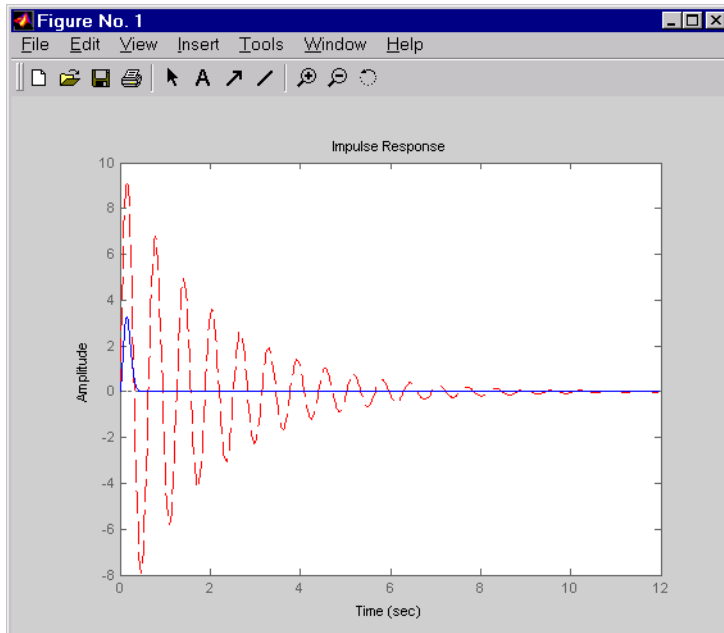 Figure No. 1
File Edit View Insert Tools Window Help
A
Impulse Response
10
8
6
4
2
0
-2
-4
-6
-8
Amplitude
0 2 4 6 8 10 12
Time (sec)